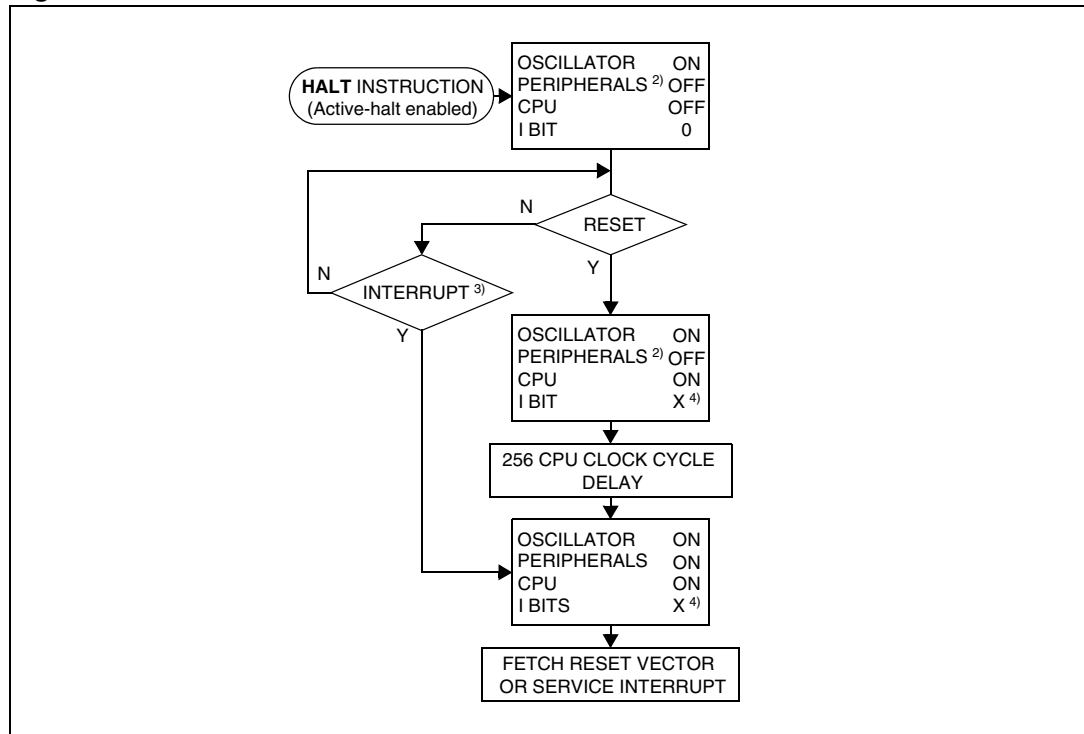 HALT INSTRUCTION
(Active-halt enabled)
OSCILLATOR ON
PERIPHERALS 2) OFF
CPU OFF
I BIT 0
N
RESET
Y
N
INTERRUPT 3)
Y
OSCILLATOR ON
PERIPHERALS 2) OFF
CPU ON
I BIT X 4)
256 CPU CLOCK CYCLE
DELAY
OSCILLATOR ON
PERIPHERALS ON
CPU ON
I BITS X 4)
FETCH RESET VECTOR
OR SERVICE INTERRUPT